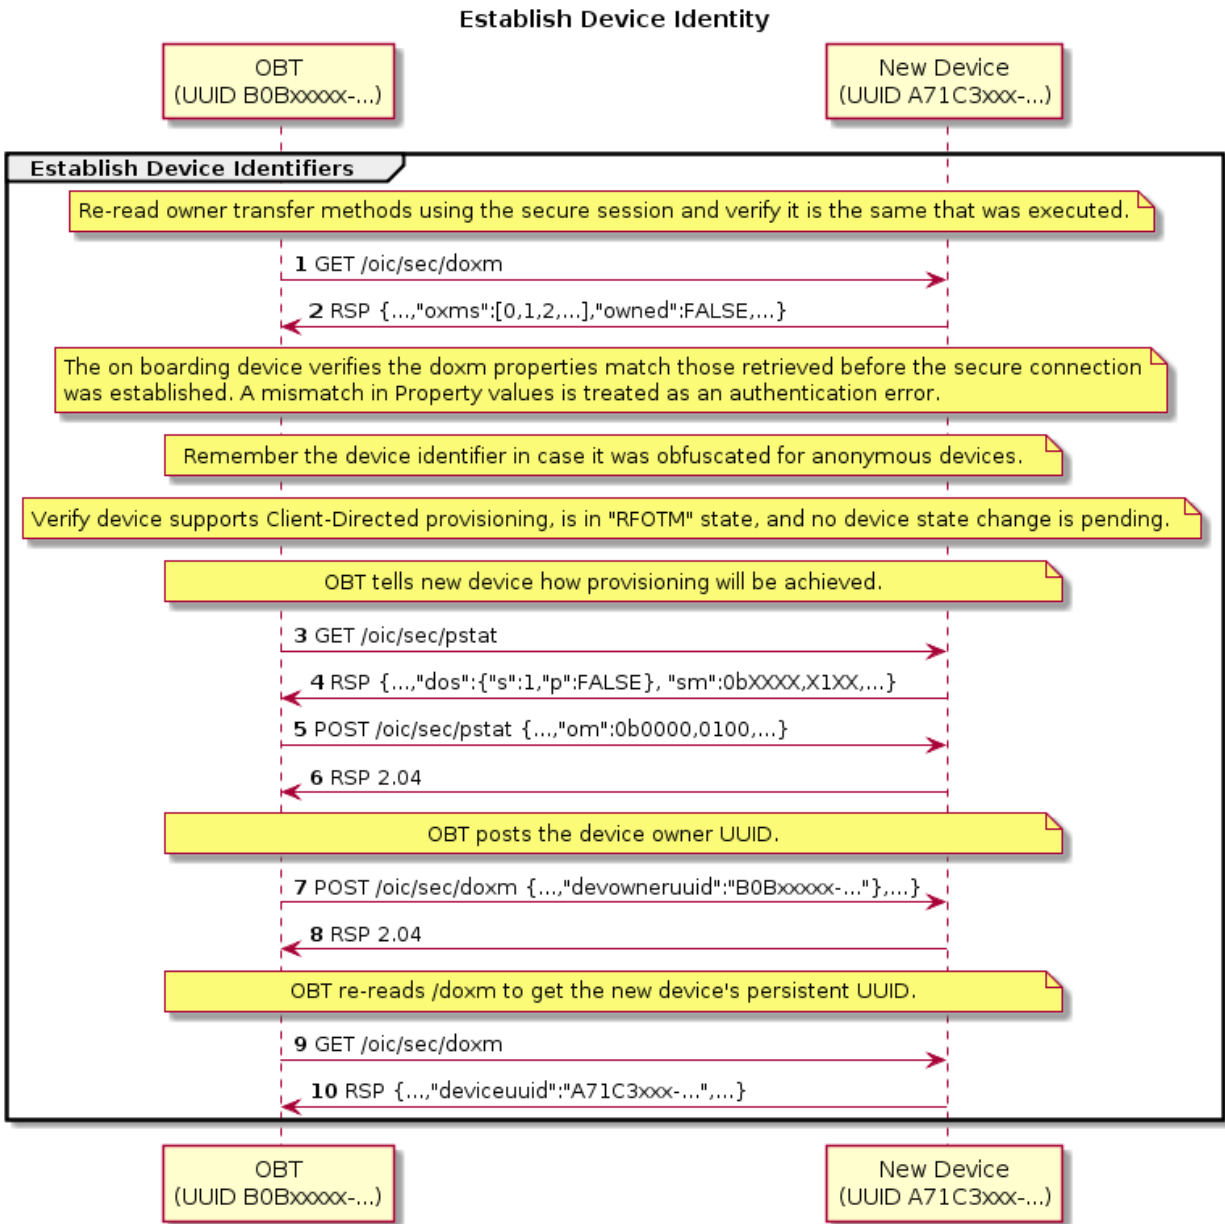 Establish Device Identity
OBT
(UUID B0Bxxxxx-...)
New Device
(UUID A71C3xxx-...)
Establish Device Identifiers
Re-read owner transfer methods using the secure session and verify it is the same that was executed.
1 GET /oic/sec/doxm
2 RSP {...,"oxms":[0,1,2,...],"owned":FALSE,...}
The on boarding device verifies the doxm properties match those retrieved before the secure connection
was established. A mismatch in Property values is treated as an authentication error.
Remember the device identifier in case it was obfuscated for anonymous devices.
Verify device supports Client-Directed provisioning, is in "RFOTM" state, and no device state change is pending.
OBT tells new device how provisioning will be achieved.
3 GET /oic/sec/pstat
4 RSP {...,"dos":{"s":1,"p":FALSE}, "sm":0bXXXX,X1XX,...}
5 POST /oic/sec/pstat {...,"om":0b0000,0100,...}
6 RSP 2.04
OBT posts the device owner UUID.
7 POST /oic/sec/doxm {...,"devowneruuid":"B0Bxxxxx-..."},...}
8 RSP 2.04
OBT re-reads /doxm to get the new device's persistent UUID.
9 GET /oic/sec/doxm
10 RSP {...,"deviceuuid":"A71C3xxx-...",...}
OBT
(UUID B0Bxxxxx-...)
New Device
(UUID A71C3xxx-...)